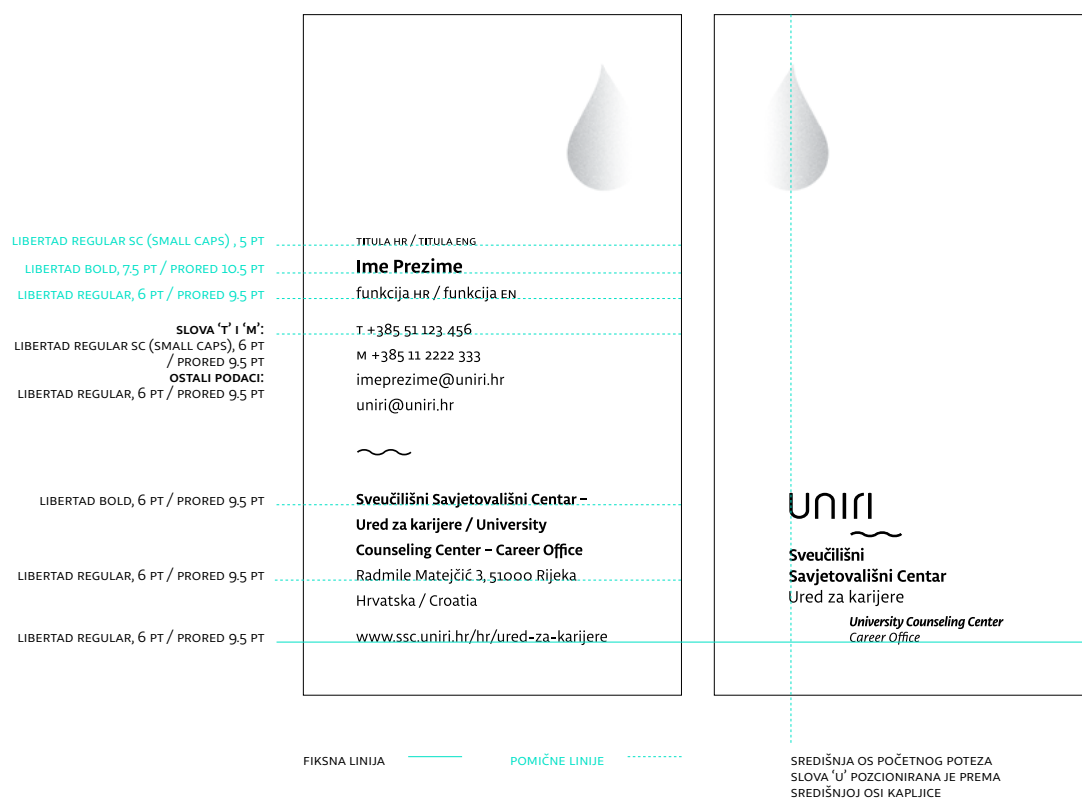 LIBERTAD REGULAR SC (SMALL CAPS) , 5 PT
LIBERTAD BOLD, 7.5 PT / PRORED 10.5 PT
LIBERTAD REGULAR, 6 PT / PRORED 9.5 PT
SLOVA ‘T’ I ‘M’:
LIBERTAD REGULAR SC (SMALL CAPS), 6 PT
/ PRORED 9.5 PT
OSTALI PODACI:
LIBERTAD REGULAR, 6 PT / PRORED 9.5 PT
LIBERTAD BOLD, 6 PT / PRORED 9.5 PT
LIBERTAD REGULAR, 6 PT / PRORED 9.5 PT
LIBERTAD REGULAR, 6 PT / PRORED 9.5 PT
TITULA HR / TITULA ENG
Ime Prezime
funkcija HR / funkcija EN
T +385 51 123 456
M +385 11 2222 333
imeprezime@uniri.hr
uniri@uniri.hr
Sveučilišni Savjetovališni Centar –
Ured za karijere / University
Counseling Center – Career Office
Radmile Matejčić 3, 51000 Rijeka
Hrvatska / Croatia
www.ssc.uniri.hr/hr/ured-za-karijere
uniri
Sveučilišni
Savjetovališni Centar
Ured za karijere
University Counseling Center
Career Office
FIKSNA LINIJA
POMIČNE LINIJE
SREDIŠNJA OS POČETNOG POTEZA
SLOVA ‘U’ POZCIONIRANA JE PREMA
SREDIŠNJOJ OSI KAPLJICE